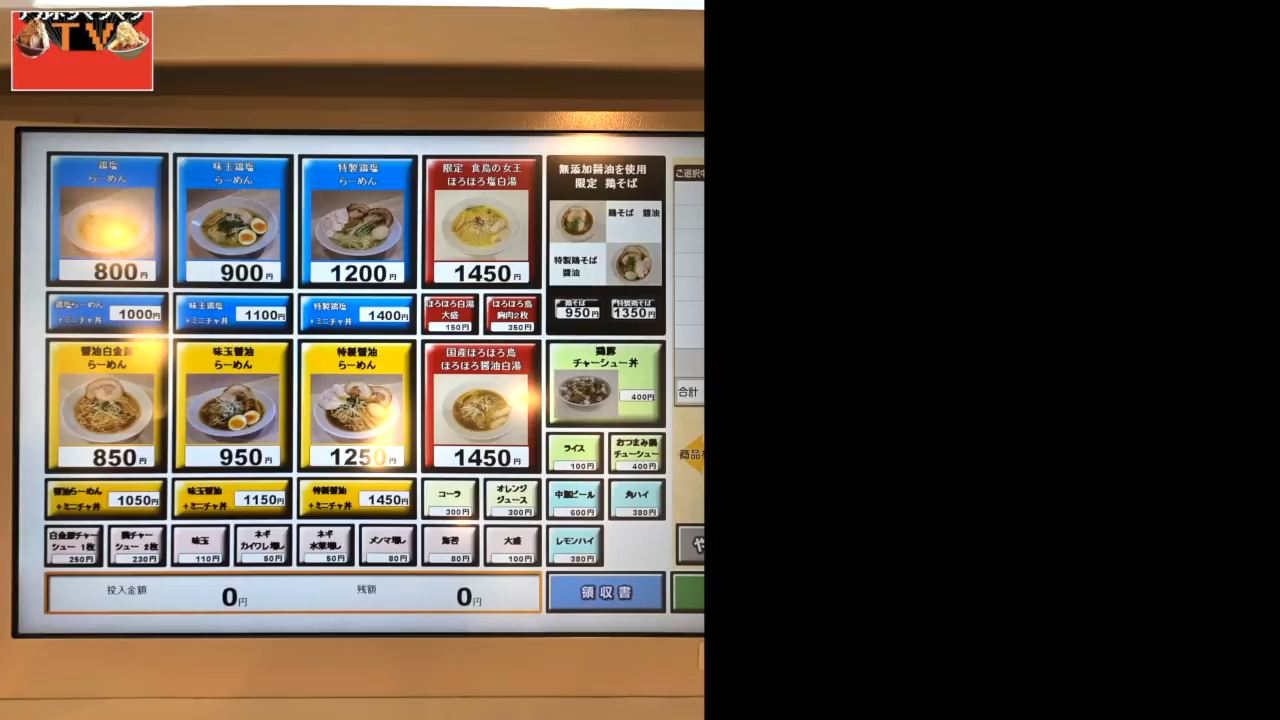 TV
鶏塩
らーめん
800円
味玉鶏塩
らーめん
900円
特製鶏塩
らーめん
1200円
限定 食鳥の女王
ほろほろ塩白湯
1450円
無添加醤油を使用
限定 鶏そば
鶏そば 醬油
特製鶏そば
醬油
鶏そば
950円
特製鶏そば
1350円
ご選択中
鶏塩らーめん
+ミニチャ丼
1000円
味玉鶏塩
+ミニチャ丼
1100円
特製鶏塩
+ミニチャ丼
1400円
ほろほろ白湯
大盛
150円
ほろほろ鳥
胸肉2枚
350円
醤油白金豚
らーめん
850円
味玉醤油
らーめん
950円
特製醤油
らーめん
1250円
国産ほろほろ鳥
ほろほろ醤油白湯
1450円
鶏豚
チャーシュー丼
400円
合計
ライス
100円
おつまみ鶏
チューシュー
400円
商品
醤油らーめん
+ミニチャ丼
1050円
味玉醤油
+ミニチャ丼
1150円
特製醤油
+ミニチャ丼
1450円
コーラ
300円
オレンジ
ジュース
300円
中瓶ビール
600円
角ハイ
380円
白金豚チャー
シュー 1枚
260円
鶏チャー
シュー 2枚
230円
味玉
110円
ネギ
カイワレ増し
60円
ネギ
水菜増し
60円
メンマ増し
80円
海苔
80円
大盛
100円
レモンハイ
380円
や
投入金額
0円
残額
0円
領収書